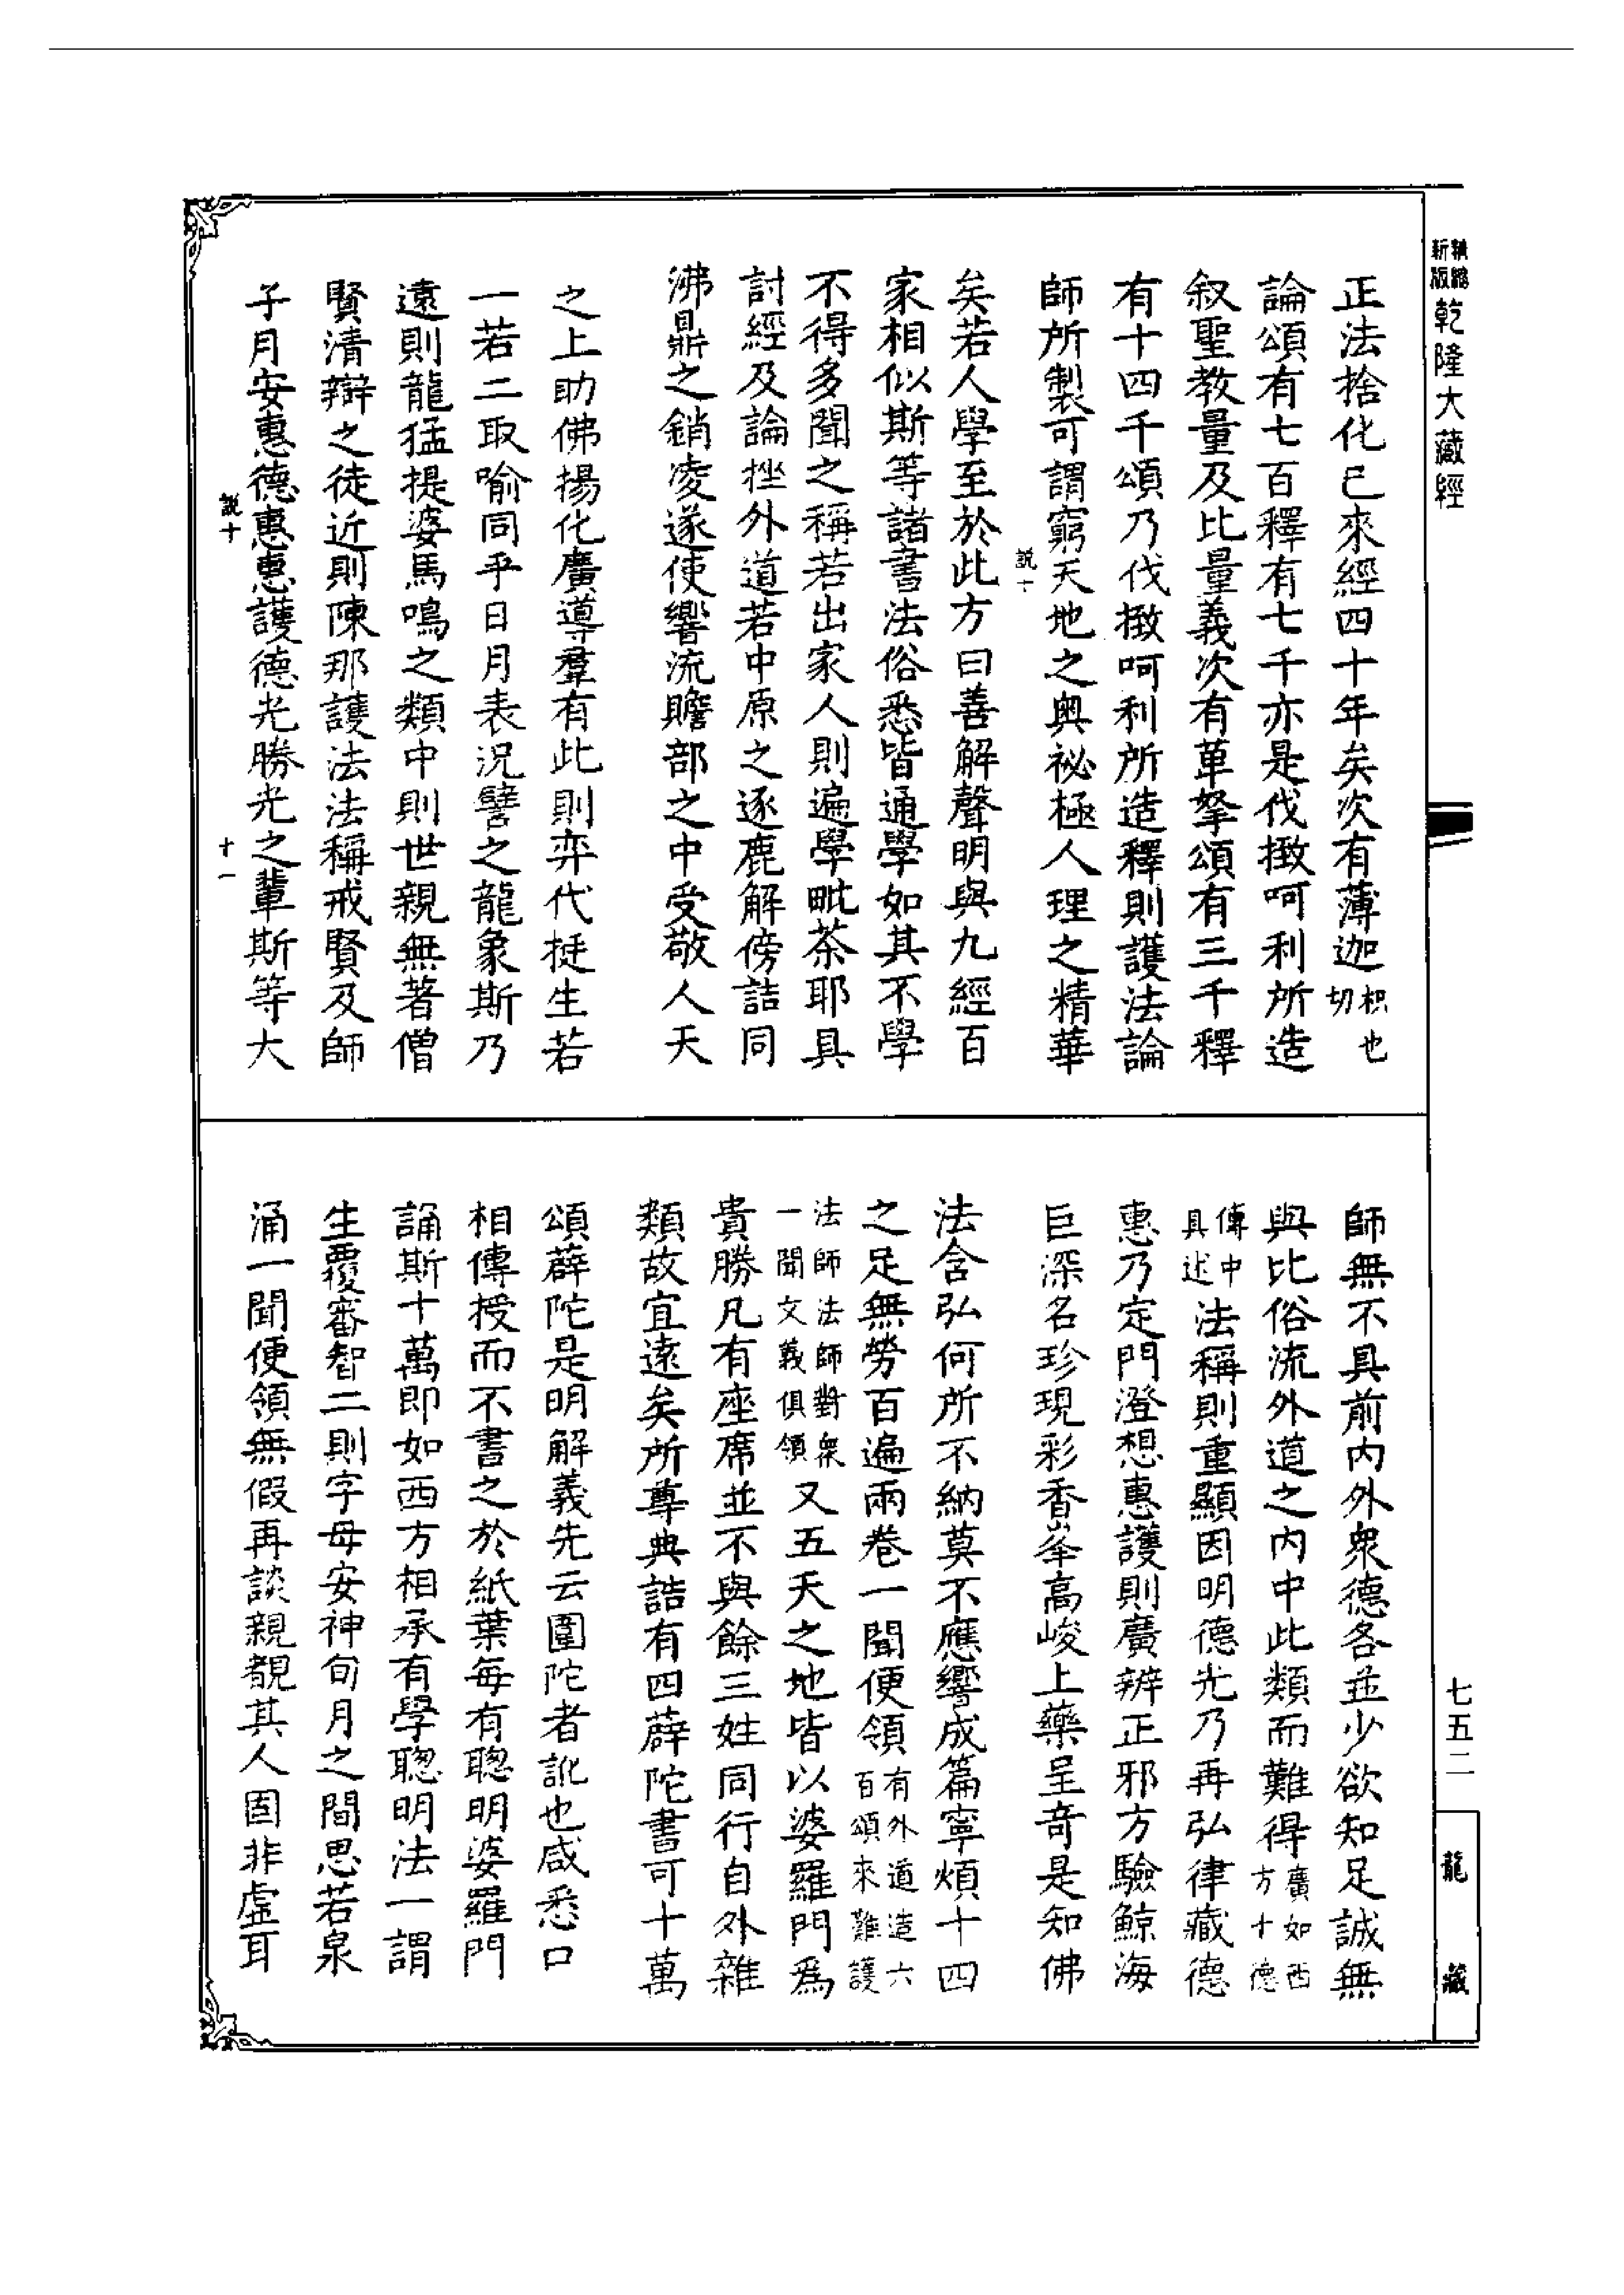 精縮新版 乾隆大藏經
正法捨化已來經四十年矣次有薄迦枳也切
論頌有七百釋有七千亦是伐㨖呵利所造
叙聖教量及比量義次有蓽拏頌有三千釋
有十四千頌乃伐㨖呵利所造釋則護法論
師所製可謂窮天地之奥祕極人理之精華
説十
矣若人學至於此方曰善解聲明與九經百
家相似斯等諸書法俗悉皆通學如其不學
不得多聞之稱若出家人則遍學毗茶耶具
討經及論挫外道若中原之逐鹿解傍詰同
沸鼎之銷凌遂使響流贍部之中受敬人天
之上助佛揚化廣導羣有此則弈代挺生若
一若二取喻同乎日月表況譬之龍象斯乃
遠則龍猛提婆馬鳴之類中則世親無著僧
賢清辯之徒近則陳那護法法稱戒賢及師
子月安惠德惠惠護德光勝光之輩斯等大
説十 十一
師無不具前内外衆德各並少欲知足誠無
與比俗流外道之内中此類而難得廣如西方十德
傳中具述法稱則重顯因明德光乃再弘律藏德
惠乃定門澄想惠護則廣辨正邪方驗鯨海
巨深名珍現彩香峯高峻上藥呈奇是知佛
法含弘何所不納莫不應響成篇寧煩十四
之足無勞百遍兩卷一聞便領有外道造六百頌來難護
法師法師對衆一聞文義俱領又五天之地皆以婆羅門爲
貴勝凡有座席並不與餘三姓同行自外雜
類故宜遠矣所尊典誥有四薜陀書可十萬
頌薜陀是明解義先云圍陀者訛也咸悉口
相傳授而不書之於紙葉每有聰明婆羅門
誦斯十萬即如西方相承有學聰明法一謂
生覆審智二則字母安神旬月之間思若泉
涌一聞便領無假再談親覩其人固非虛耳
七五二
龍藏